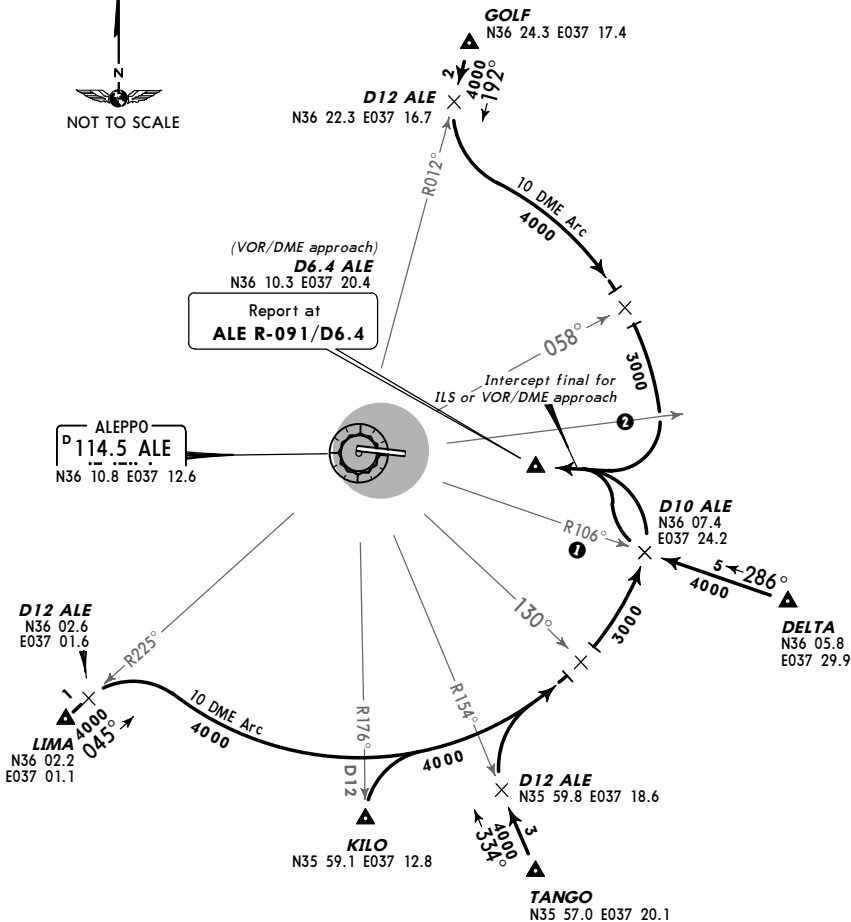 GOLF
N36 24.3 E037 17.4
N
NOT TO SCALE
2
4000
192°
D12 ALE
N36 22.3 E037 16.7
R012°
10 DME Arc
4000
(VOR/DME approach)
D6.4 ALE
N36 10.3 E037 20.4
Report at
ALE R-091/D6.4
058°
3000
Intercept final for
ILS or VOR/DME approach
2
ALEPPO
D 114.5 ALE
N36 10.8 E037 12.6
D10 ALE
N36 07.4
E037 24.2
R106°
1
5
286°
4000
DELTA
N36 05.8
E037 29.9
130°
3000
D12 ALE
N36 02.6
E037 01.6
R225°
1
4000
045°
LIMA
N36 02.2
E037 01.1
10 DME Arc
4000
R176°
D12
R154°
4000
D12 ALE
N35 59.8 E037 18.6
KILO
N35 59.1 E037 12.8
3
4000
334°
TANGO
N35 57.0 E037 20.1